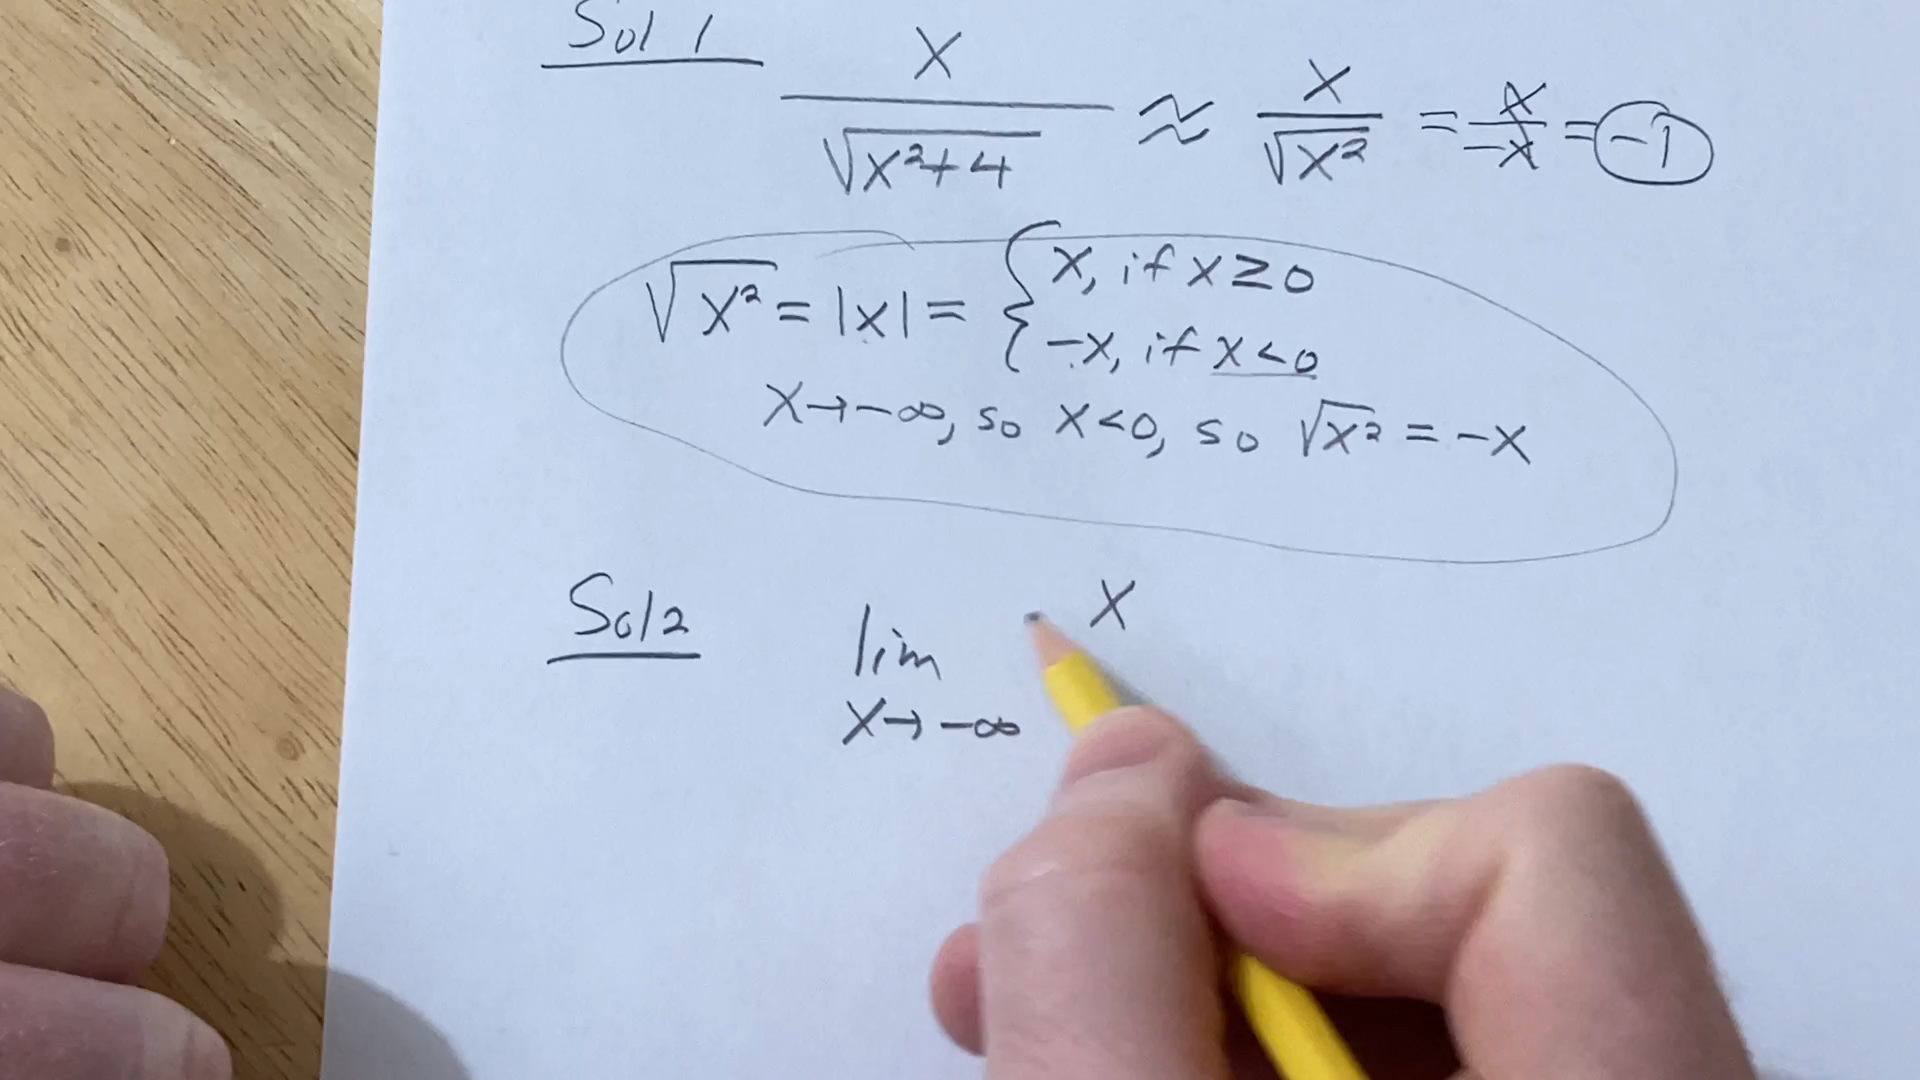 Sol 1
x / √(x²+4) ≈ x / √x² = x / -x = -1
√x² = |x| = { x, if x ≥ 0
-x, if x < 0
x → -∞, so x < 0, so √x² = -x
Sol 2
lim x → -∞ x